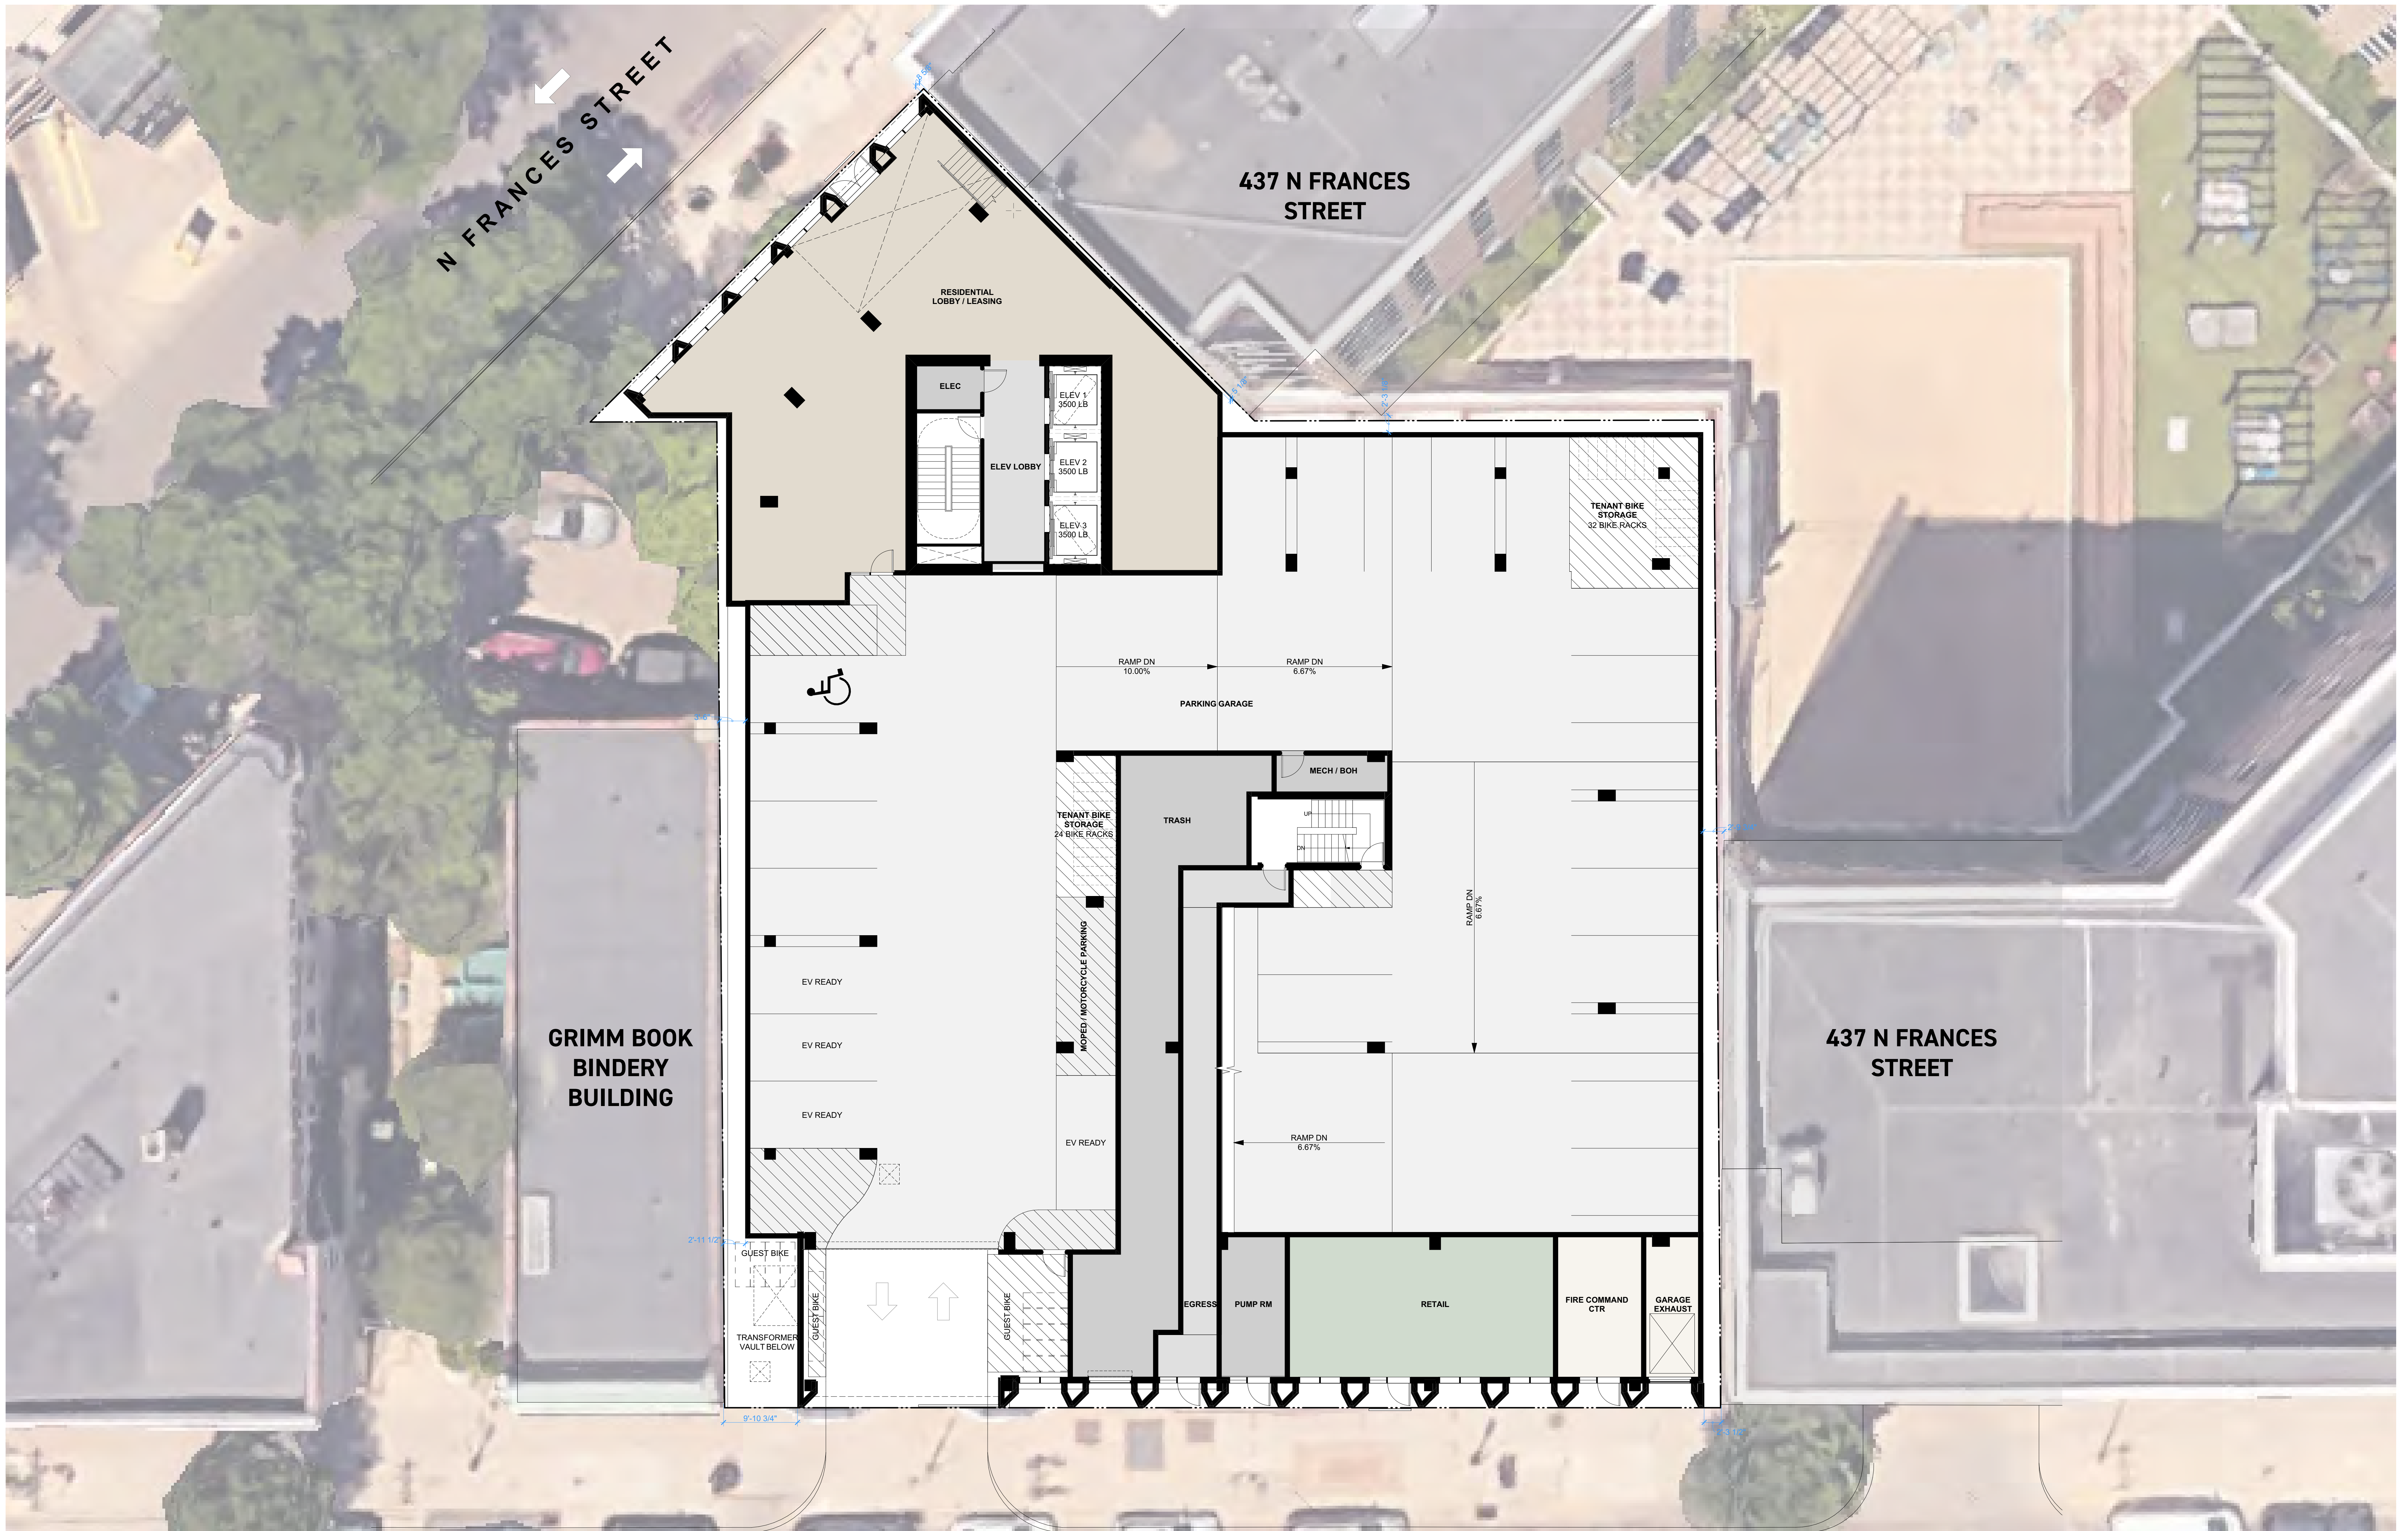 N FRANCES STREET
437 N FRANCES
STREET
RESIDENTIAL
LOBBY / LEASING
ELEC
ELEV LOBBY
ELEV 1
3500 LB
ELEV 2
3500 LB
ELEV 3
3500 LB
TENANT BIKE
STORAGE
32 BIKE RACKS
RAMP DN
10.00%
RAMP DN
6.67%
PARKING GARAGE
MECH / BOH
TRASH
UP
DN
TENANT BIKE
STORAGE
24 BIKE RACKS
MOPED / MOTORCYCLE PARKING
RAMP DN
6.67%
EV READY
EV READY
EV READY
EV READY
RAMP DN
6.67%
GRIMM BOOK
BINDERY
BUILDING
437 N FRANCES
STREET
2'-11 1/2"
GUEST BIKE
GUEST BIKE
GUEST BIKE
TRANSFORMER
VAULT BELOW
EGRESS
PUMP RM
RETAIL
FIRE COMMAND
CTR
GARAGE
EXHAUST
9'-10 3/4"